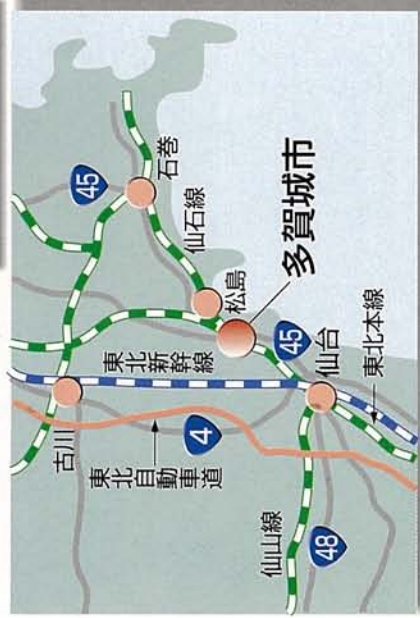 45
石巻
仙石線
松島
多賀城市
東北新幹線
古川
4
東北自動車道
45
仙台
東北本線
仙山線
48